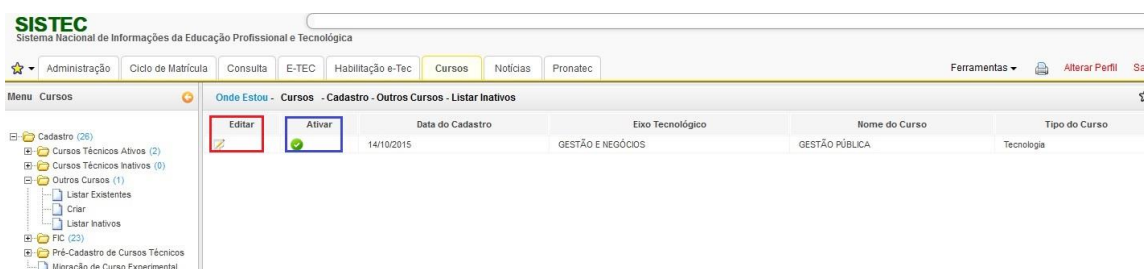 SISTEC
Sistema Nacional de Informações da Educação Profissional e Tecnológica
Administração Ciclo de Matrícula Consulta E-TEC Habilitação e-Tec Cursos Notícias Pronatec Ferramentas Alterar Perfil Sa
Menu Cursos Onde Estou - Cursos - Cadastro - Outros Cursos - Listar Inativos
Editar Ativar Data do Cadastro Eixo Tecnológico Nome do Curso Tipo do Curso
14/10/2015 GESTÃO E NEGÓCIOS GESTÃO PÚBLICA Tecnologia
Cadastro (26)
Cursos Técnicos Ativos (2)
Cursos Técnicos Inativos (0)
Outros Cursos (1)
Listar Existentes
Criar
Listar Inativos
FIC (23)
Pré-Cadastro de Cursos Técnicos
Migração de Curso Experimental